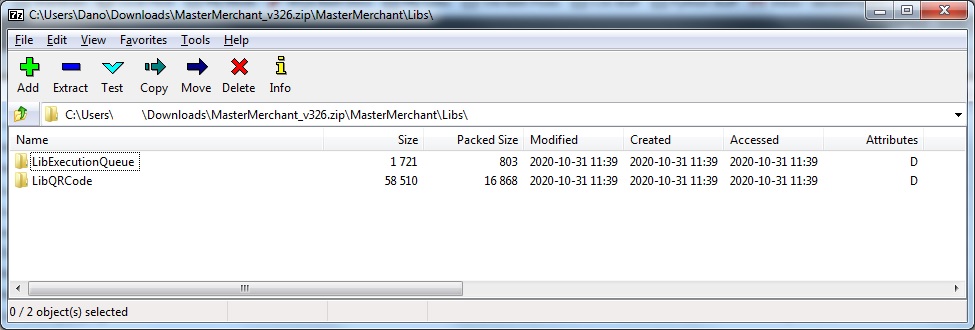 7z C:\Users\Dano\Downloads\MasterMerchant_v326.zip\MasterMerchant\Libs\
File Edit View Favorites Tools Help
Add Extract Test Copy Move Delete Info
C:\Users\ \Downloads\MasterMerchant_v326.zip\MasterMerchant\Libs\
Name Size Packed Size Modified Created Accessed Attributes
LibExecutionQueue 1 721 803 2020-10-31 11:39 2020-10-31 11:39 2020-10-31 11:39 D
LibQRCode 58 510 16 868 2020-10-31 11:39 2020-10-31 11:39 2020-10-31 11:39 D
0 / 2 object(s) selected